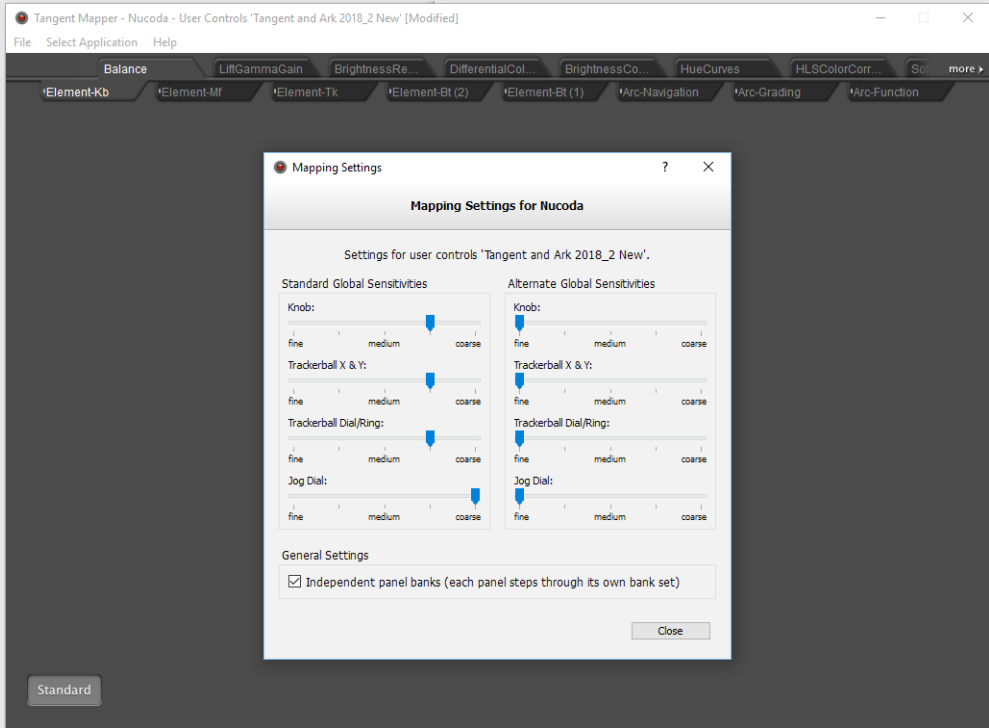 Tangent Mapper - Nucoda - User Controls 'Tangent and Ark 2018_2 New' [Modified]
File Select Application Help
Balance LiftGammaGain BrightnessRe... DifferentialCol... BrightnessCo... HueCurves HLSColorCorr... Sof more
Element-Kb Element-Mf Element-Tk Element-Bt (2) Element-Bt (1) Arc-Navigation Arc-Grading Arc-Function
Mapping Settings ?
Mapping Settings for Nucoda
Settings for user controls 'Tangent and Ark 2018_2 New'.
Standard Global Sensitivities Alternate Global Sensitivities
Knob: Knob:
fine medium coarse fine medium coarse
Trackerball X & Y: Trackerball X & Y:
fine medium coarse fine medium coarse
Trackerball Dial/Ring: Trackerball Dial/Ring:
fine medium coarse fine medium coarse
Jog Dial: Jog Dial:
fine medium coarse fine medium coarse
General Settings
Independent panel banks (each panel steps through its own bank set)
Close
Standard